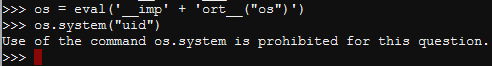 >>> os = eval('__imp' + 'ort__("os")')
>>> os.system("uid")
Use of the command os.system is prohibited for this question.
>>>